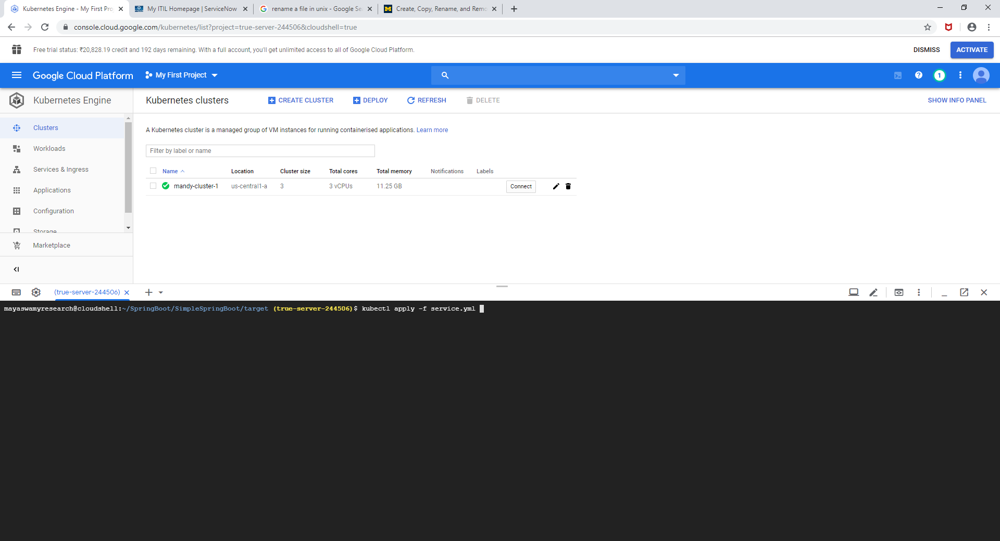 Kubernetes Engine - My First Pro
My ITIL Homepage | ServiceNow
rename a file in unix - Google Se
Create, Copy, Rename, and Remo
console.cloud.google.com/kubernetes/list?project=true-server-244506&cloudshell=true
Free trial status: ₹20,828.19 credit and 192 days remaining. With a full account, you'll get unlimited access to all of Google Cloud Platform.
DISMISS
ACTIVATE
Google Cloud Platform
My First Project
1
Kubernetes Engine
Kubernetes clusters
CREATE CLUSTER
DEPLOY
REFRESH
DELETE
SHOW INFO PANEL
Clusters
Workloads
Services & Ingress
Applications
Configuration
Storage
Marketplace
A Kubernetes cluster is a managed group of VM instances for running containerised applications. Learn more
Filter by label or name
Name Location Cluster size Total cores Total memory Notifications Labels
mandy-cluster-1 us-central1-a 3 3 vCPUs 11.25 GB Connect
(true-server-244506)
mayaswamyresearch@cloudshell:~/SpringBoot/SimpleSpringBoot/target (true-server-244506)$ kubectl apply -f service.yml